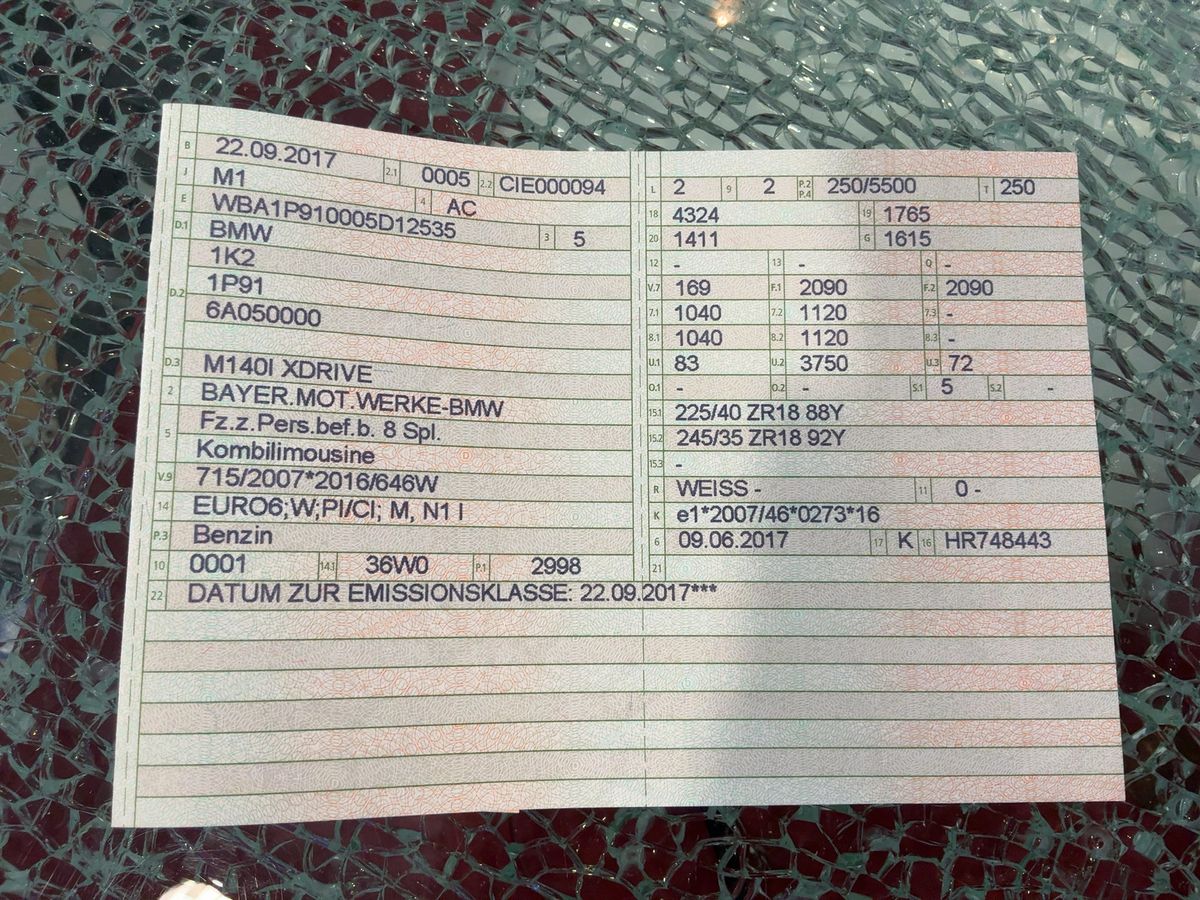 B 22.09.2017 2.1 0005 2.2 CIE000094
J M1 4 AC
E WBA1P910005D12535 3 5
D.1 BMW
D.2 1K2
1P91
6A050000
D.3 M140I XDRIVE
2 BAYER.MOT.WERKE-BMW
5 Fz.z.Pers.bef.b. 8 Spl.
Kombilimousine
V.9 715/2007*2016/646W
14 EURO6;W;PI/CI; M, N1 I
P.3 Benzin
10 0001 14.1 36W0 P.1 2998
22 DATUM ZUR EMISSIONSKLASSE: 22.09.2017***
L 2 9 2 P.2 P.4 250/5500 T 250
18 4324 19 1765
20 1411 G 1615
12 - 13 - Q -
V.7 169 F.1 2090 F.2 2090
7.1 1040 7.2 1120 7.3 -
8.1 1040 8.2 1120 8.3 -
U.1 83 U.2 3750 U.3 72
O.1 - O.2 - S.1 5 S.2 -
15.1 225/40 ZR18 88Y
15.2 245/35 ZR18 92Y
15.3 -
R WEISS - 11 0 -
K e1*2007/46*0273*16
6 09.06.2017 17 K 16 HR748443
21